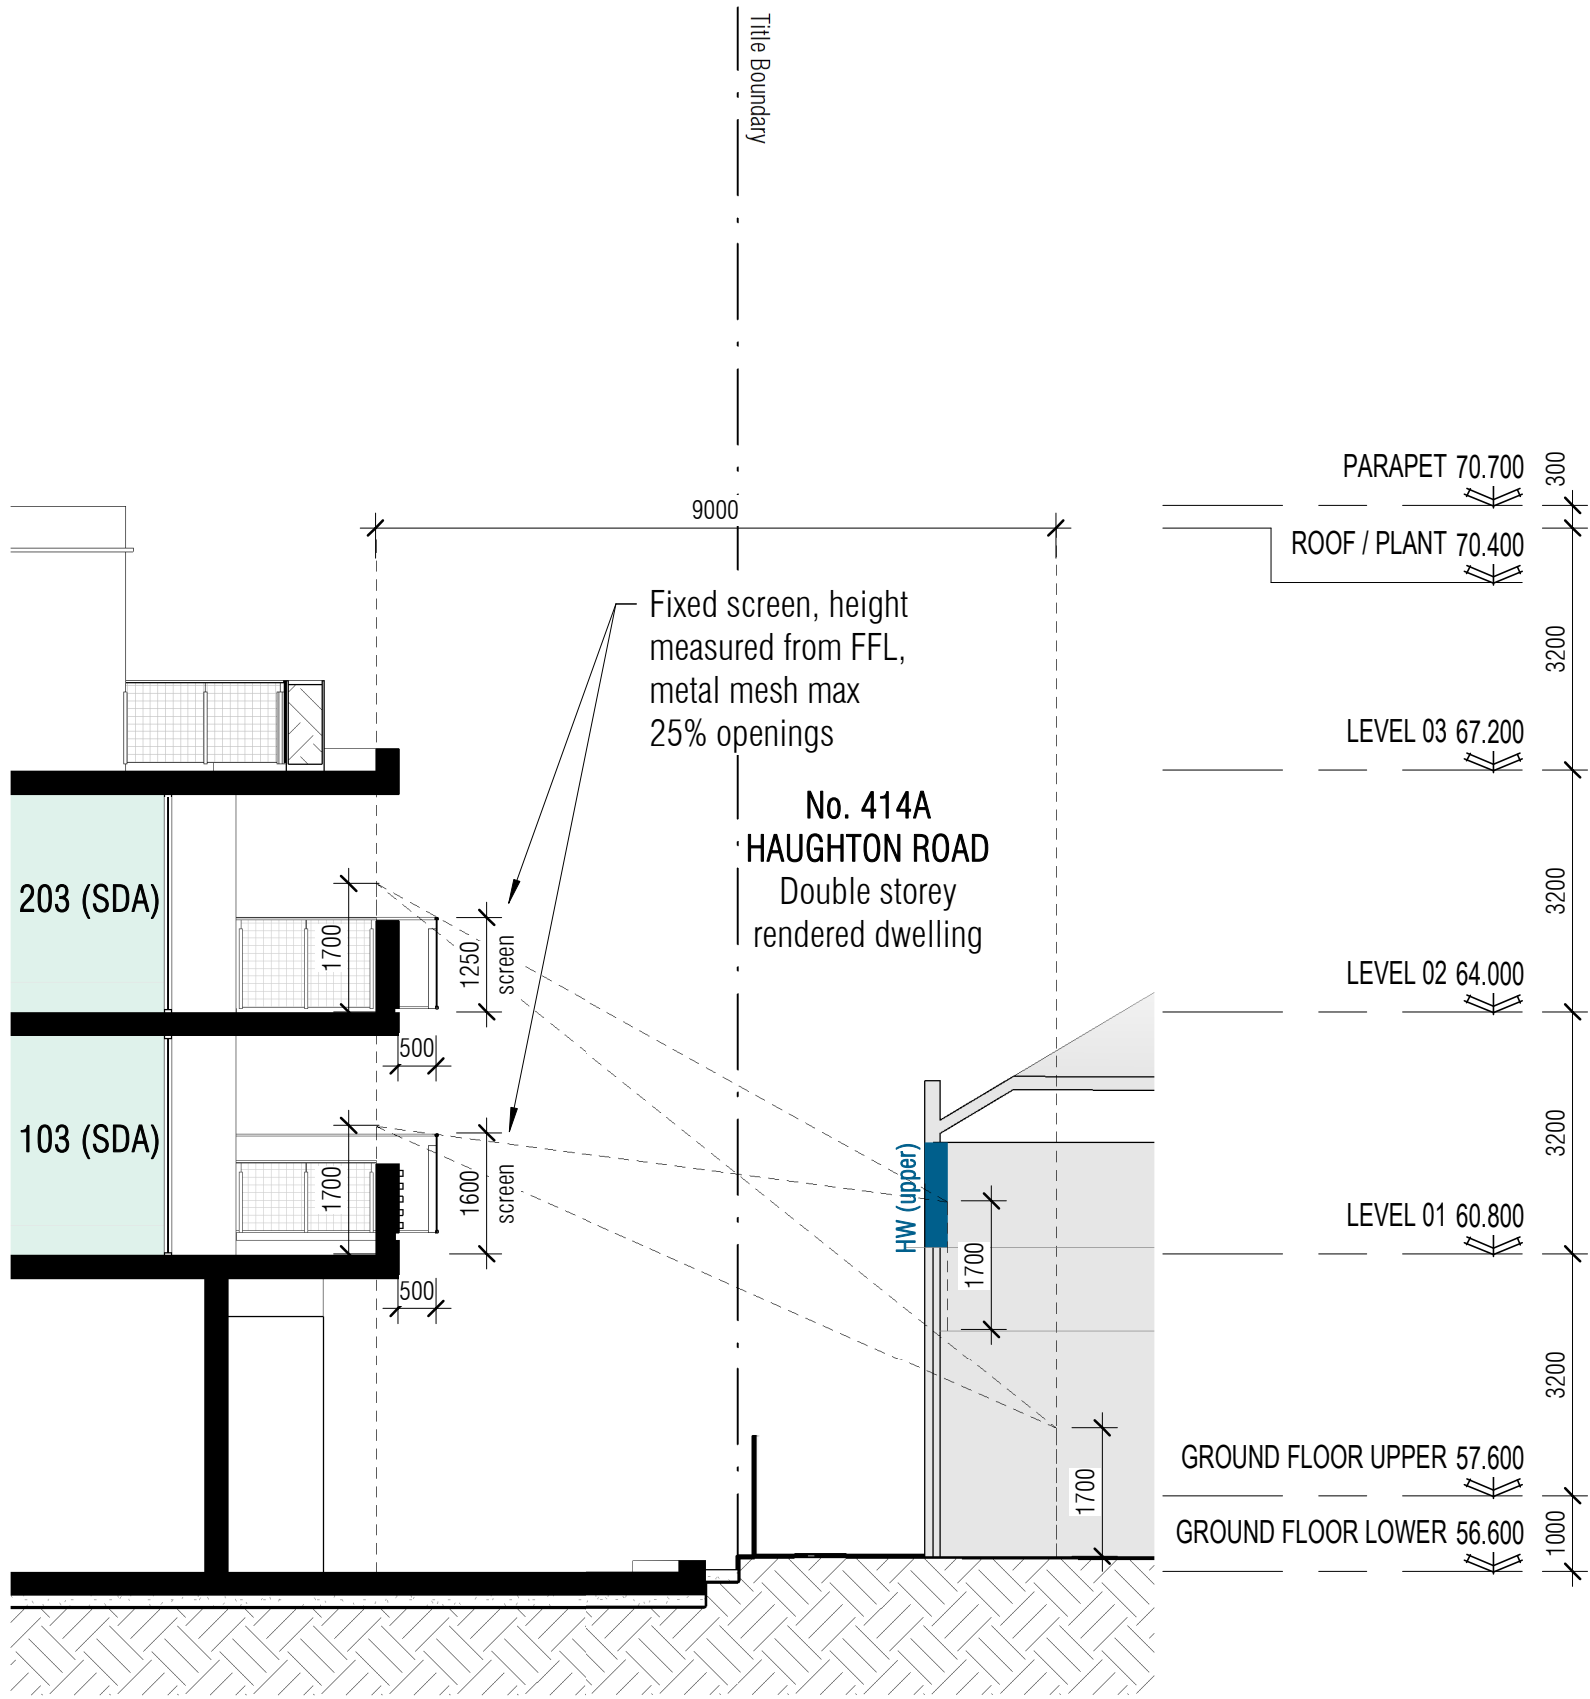 Title Boundary
PARAPET 70.700
300
9000
ROOF / PLANT 70.400
Fixed screen, height
measured from FFL,
metal mesh max
25% openings
3200
LEVEL 03 67.200
No. 414A
HAUGHTON ROAD
Double storey
rendered dwelling
203 (SDA)
1700
1250
screen
3200
LEVEL 02 64.000
500
103 (SDA)
1700
1600
screen
HW (upper)
1700
3200
LEVEL 01 60.800
500
3200
GROUND FLOOR UPPER 57.600
1700
GROUND FLOOR LOWER 56.600
1000